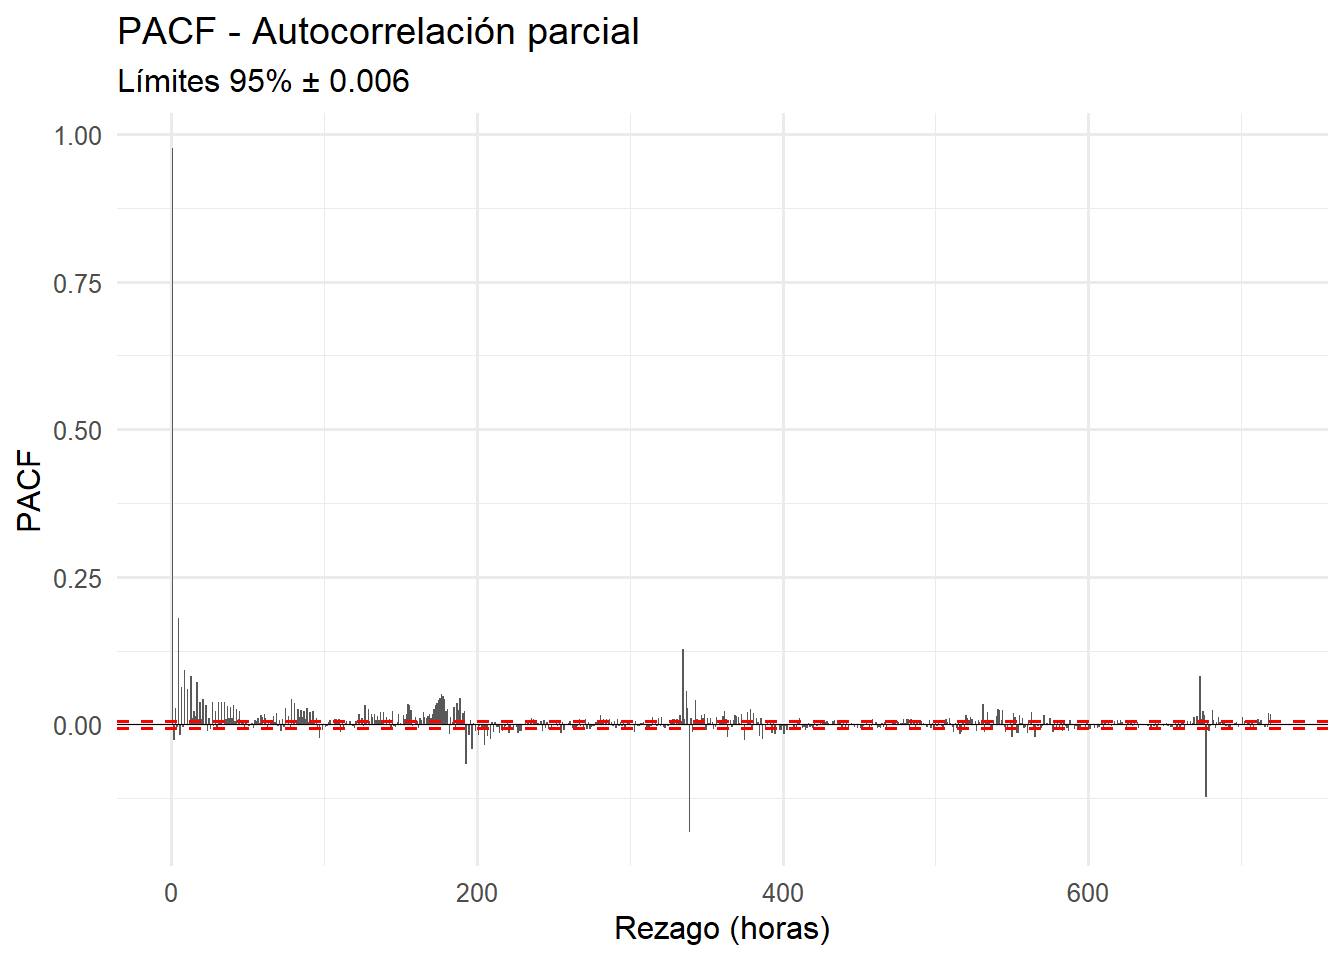 PACF - Autocorrelación parcial
Límites 95% ± 0.006
1.00
0.75
0.50
0.25
0.00
PACF
0 200 400 600
Rezago (horas)